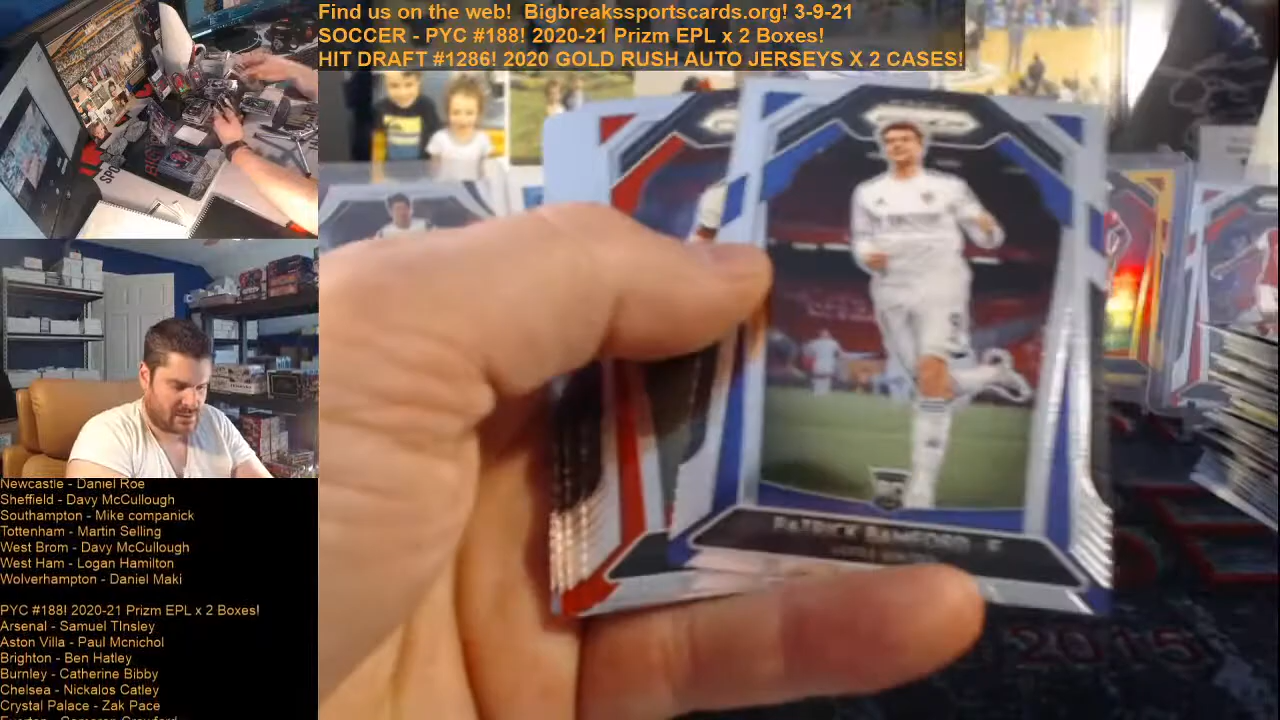 Find us on the web! Bigbreakssportscards.org! 3-9-21
SOCCER - PYC #188! 2020-21 Prizm EPL x 2 Boxes!
HIT DRAFT #1286! 2020 GOLD RUSH AUTO JERSEYS X 2 CASES!
PATRICK BAMFORD - F
Newcastle - Daniel Roe
Sheffield - Davy McCullough
Southampton - Mike companick
Tottenham - Martin Selling
West Brom - Davy McCullough
West Ham - Logan Hamilton
Wolverhampton - Daniel Maki
PYC #188! 2020-21 Prizm EPL x 2 Boxes!
Arsenal - Samuel TInsley
Aston Villa - Paul Mcnichol
Brighton - Ben Hatley
Burnley - Catherine Bibby
Chelsea - Nickalos Catley
Crystal Palace - Zak Pace
2015